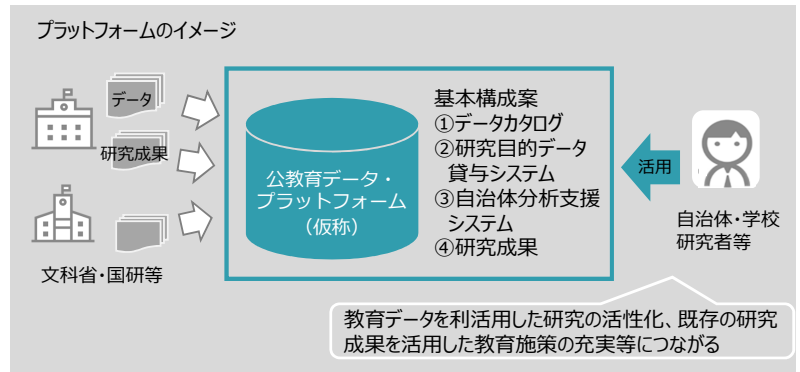 プラットフォームのイメージ
データ
研究成果
文科省・国研等
公教育データ・
プラットフォーム
（仮称）
基本構成案
①データカタログ
②研究目的データ
貸与システム
③自治体分析支援
システム
④研究成果
活用
自治体・学校
研究者等
教育データを利活用した研究の活性化、既存の研究
成果を活用した教育施策の充実等につながる